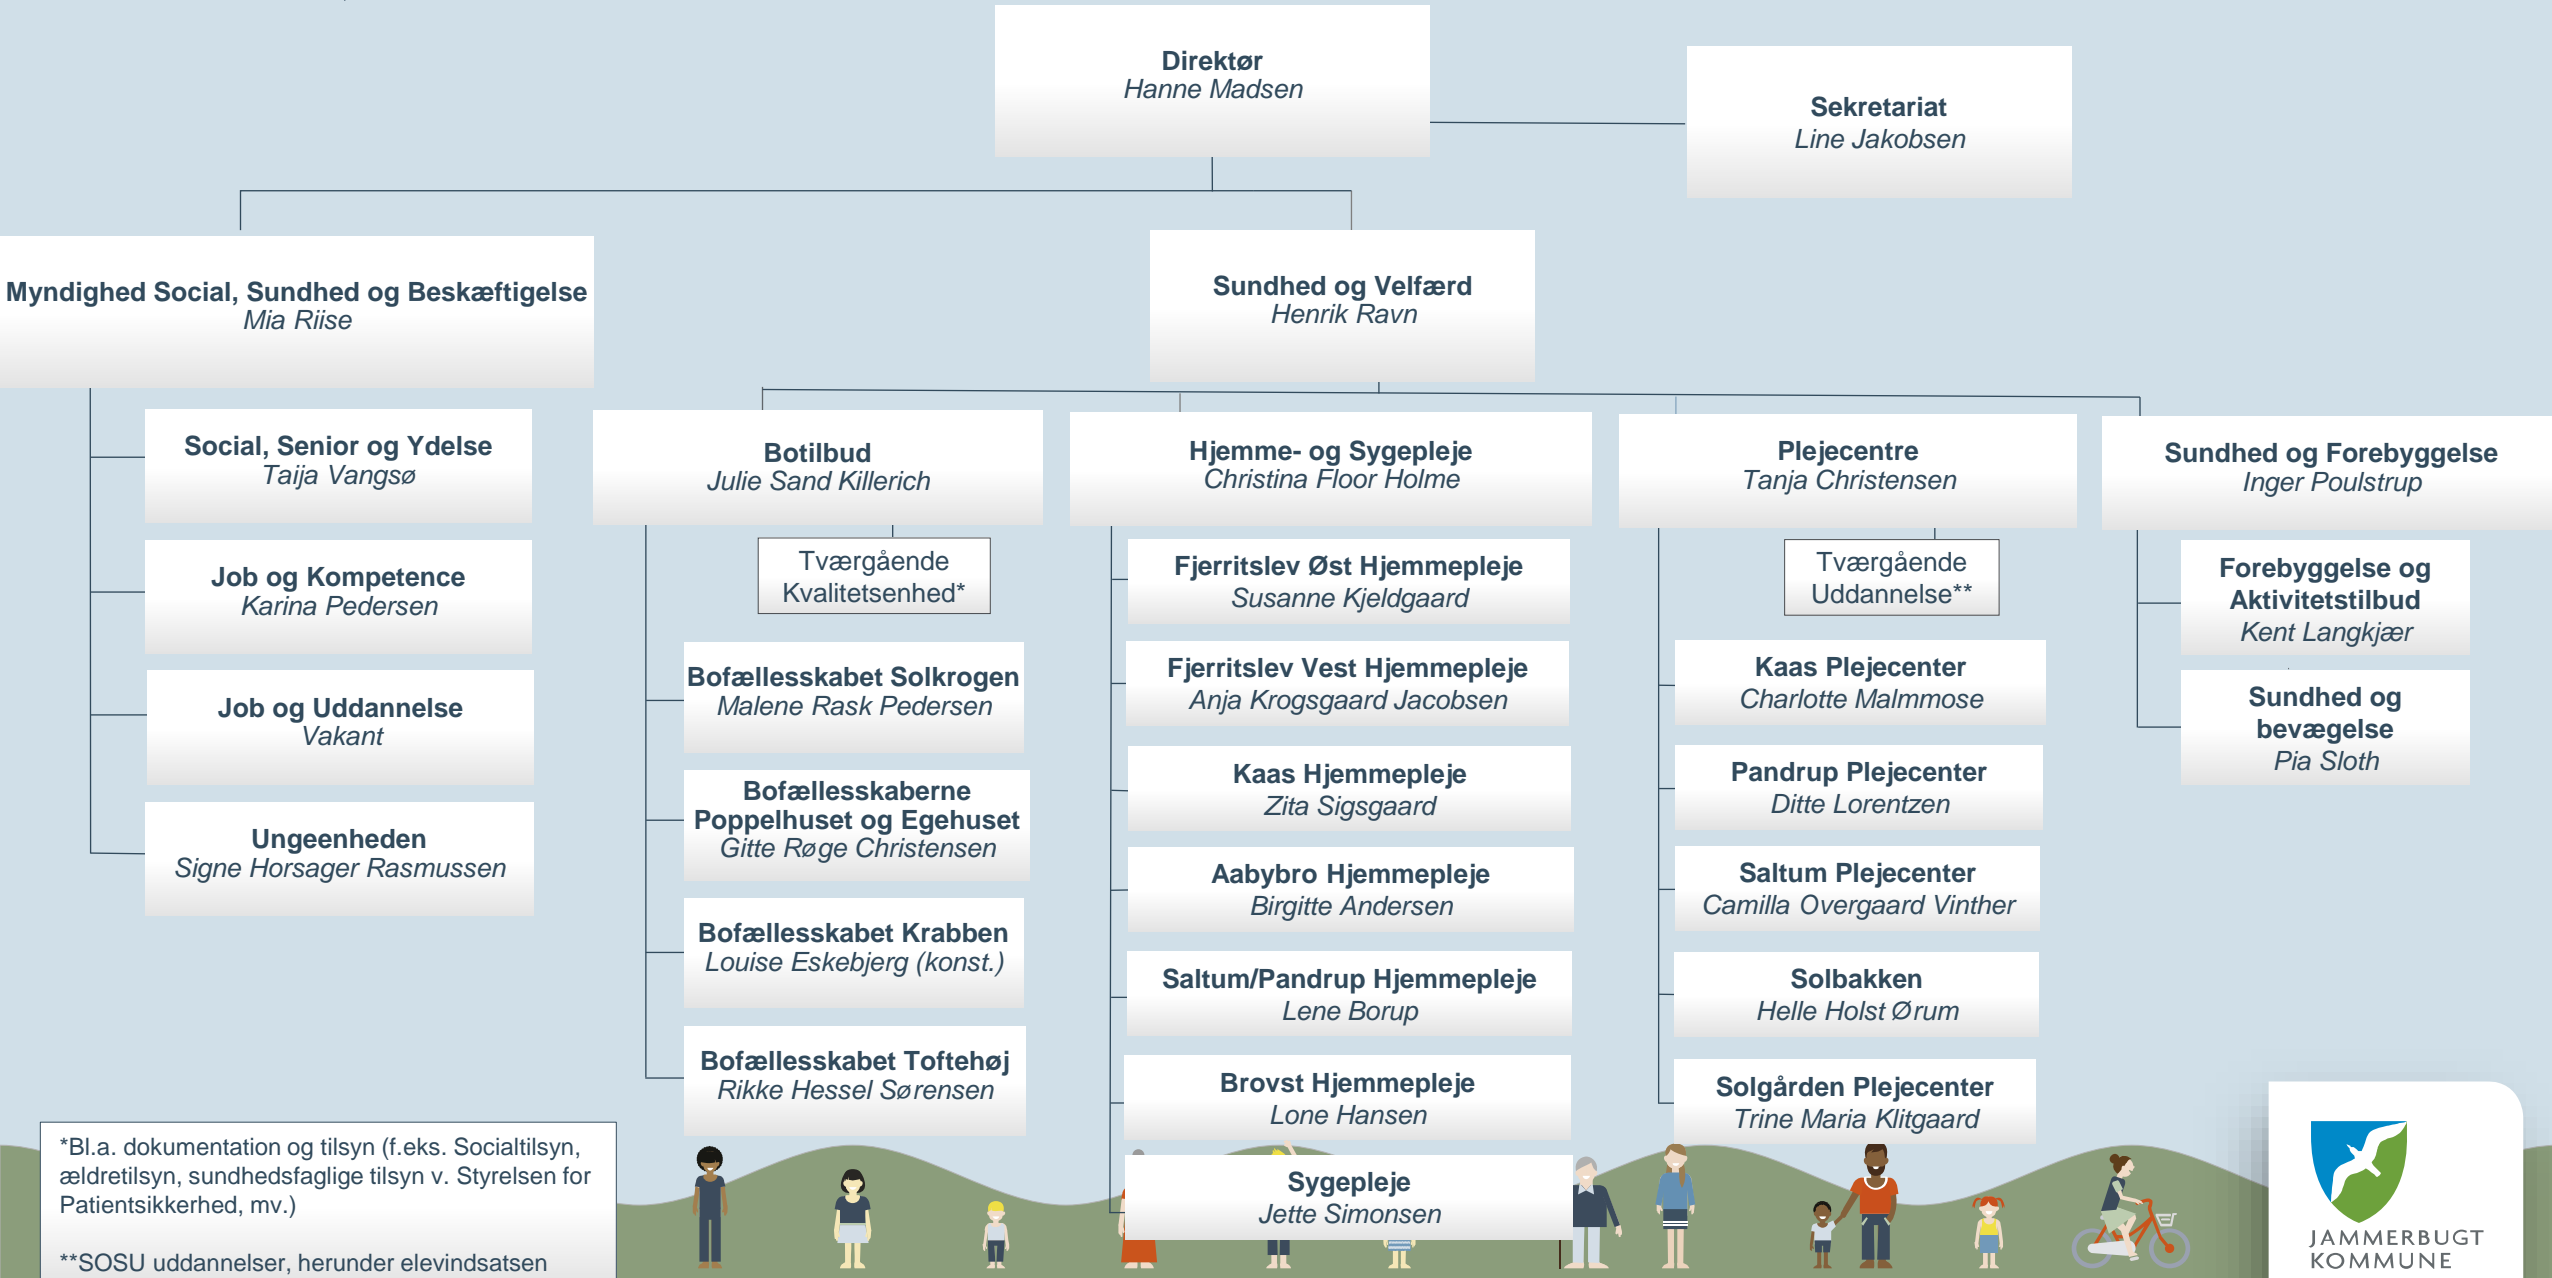 Direktør
Hanne Madsen
Sekretariat
Line Jakobsen
Myndighed Social, Sundhed og Beskæftigelse
Mia Riise
Sundhed og Velfærd
Henrik Ravn
Social, Senior og Ydelse
Taija Vangsø
Job og Kompetence
Karina Pedersen
Job og Uddannelse
Vakant
Ungeenheden
Signe Horsager Rasmussen
Botilbud
Julie Sand Killerich
Tværgående
Kvalitetsenhed*
Bofællesskabet Solkrogen
Malene Rask Pedersen
Bofællesskaberne
Poppelhuset og Egehuset
Gitte Røge Christensen
Bofællesskabet Krabben
Louise Eskebjerg (konst.)
Bofællesskabet Toftehøj
Rikke Hessel Sørensen
Hjemme- og Sygepleje
Christina Floor Holme
Fjerritslev Øst Hjemmepleje
Susanne Kjeldgaard
Fjerritslev Vest Hjemmepleje
Anja Krogsgaard Jacobsen
Kaas Hjemmepleje
Zita Sigsgaard
Aabybro Hjemmepleje
Birgitte Andersen
Saltum/Pandrup Hjemmepleje
Lene Borup
Brovst Hjemmepleje
Lone Hansen
Sygepleje
Jette Simonsen
Plejecentre
Tanja Christensen
Tværgående
Uddannelse**
Kaas Plejecenter
Charlotte Malmmose
Pandrup Plejecenter
Ditte Lorentzen
Saltum Plejecenter
Camilla Overgaard Vinther
Solbakken
Helle Holst Ørum
Solgården Plejecenter
Trine Maria Klitgaard
Sundhed og Forebyggelse
Inger Poulstrup
Forebyggelse og
Aktivitetstilbud
Kent Langkjær
Sundhed og
bevægelse
Pia Sloth
*Bl.a. dokumentation og tilsyn (f.eks. Socialtilsyn,
ældretilsyn, sundhedsfaglige tilsyn v. Styrelsen for
Patientsikkerhed, mv.)
**SOSU uddannelser, herunder elevindsatsen
JAMMERBUGT
KOMMUNE